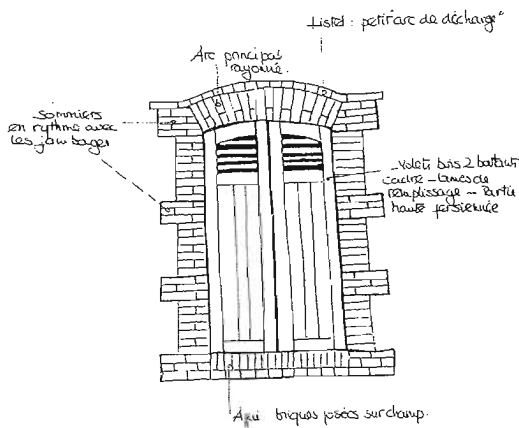 Listel : petit "arc de décharge"
Arc principal
rayonné.
sommiers
en rythme avec
les jambages
Volets bois 2 battants
cadre - lames de
remplissage - Partie
haute persiennée
briques posées sur champ.